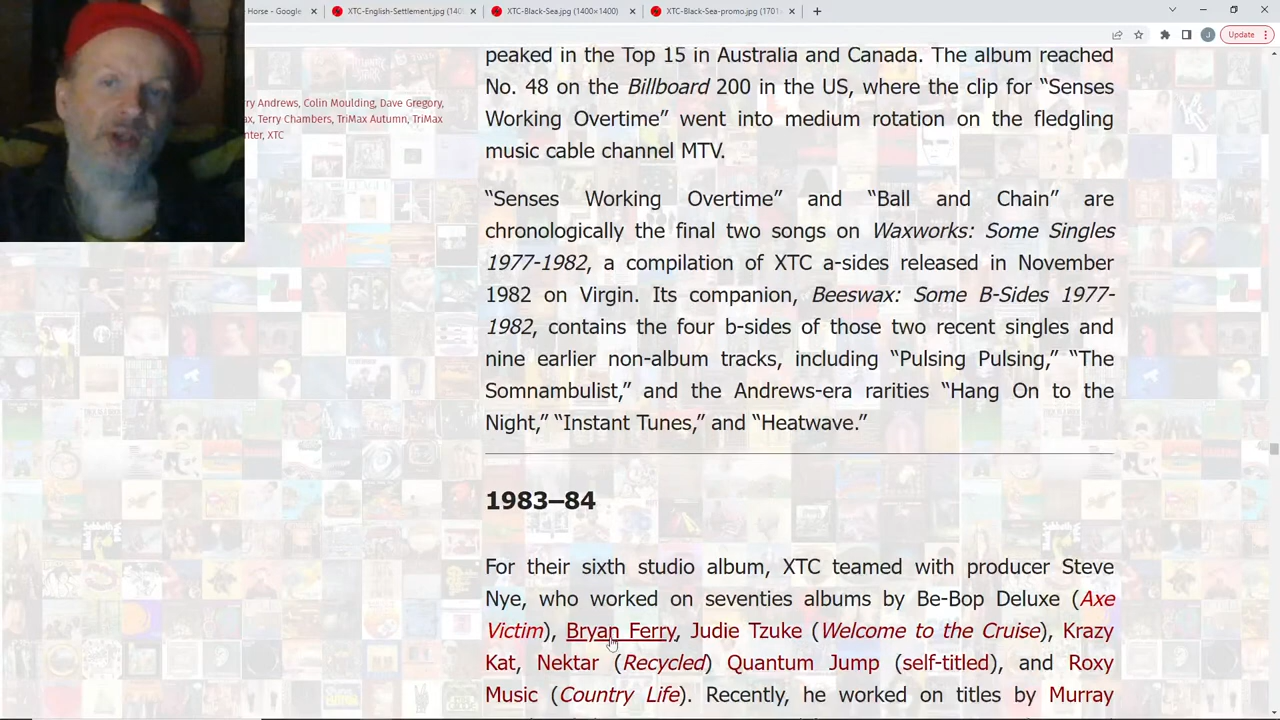 Horse - Google
XTC-English-Settlement.jpg (140
XTC-Black-Sea.jpg (1400×1400)
XTC-Black-Sea-promo.jpg (1701×
Update
J
ry Andrews, Colin Moulding, Dave Gregory,
ax, Terry Chambers, TriMax Autumn, TriMax
nter, XTC
peaked in the Top 15 in Australia and Canada. The album reached
No. 48 on the Billboard 200 in the US, where the clip for “Senses
Working Overtime” went into medium rotation on the fledgling
music cable channel MTV.
“Senses Working Overtime” and “Ball and Chain” are
chronologically the final two songs on Waxworks: Some Singles
1977-1982, a compilation of XTC a-sides released in November
1982 on Virgin. Its companion, Beeswax: Some B-Sides 1977-
1982, contains the four b-sides of those two recent singles and
nine earlier non-album tracks, including “Pulsing Pulsing,” “The
Somnambulist,” and the Andrews-era rarities “Hang On to the
Night,” “Instant Tunes,” and “Heatwave.”
1983–84
For their sixth studio album, XTC teamed with producer Steve
Nye, who worked on seventies albums by Be-Bop Deluxe (Axe
Victim), Bryan Ferry, Judie Tzuke (Welcome to the Cruise), Krazy
Kat, Nektar (Recycled) Quantum Jump (self-titled), and Roxy
Music (Country Life). Recently, he worked on titles by Murray